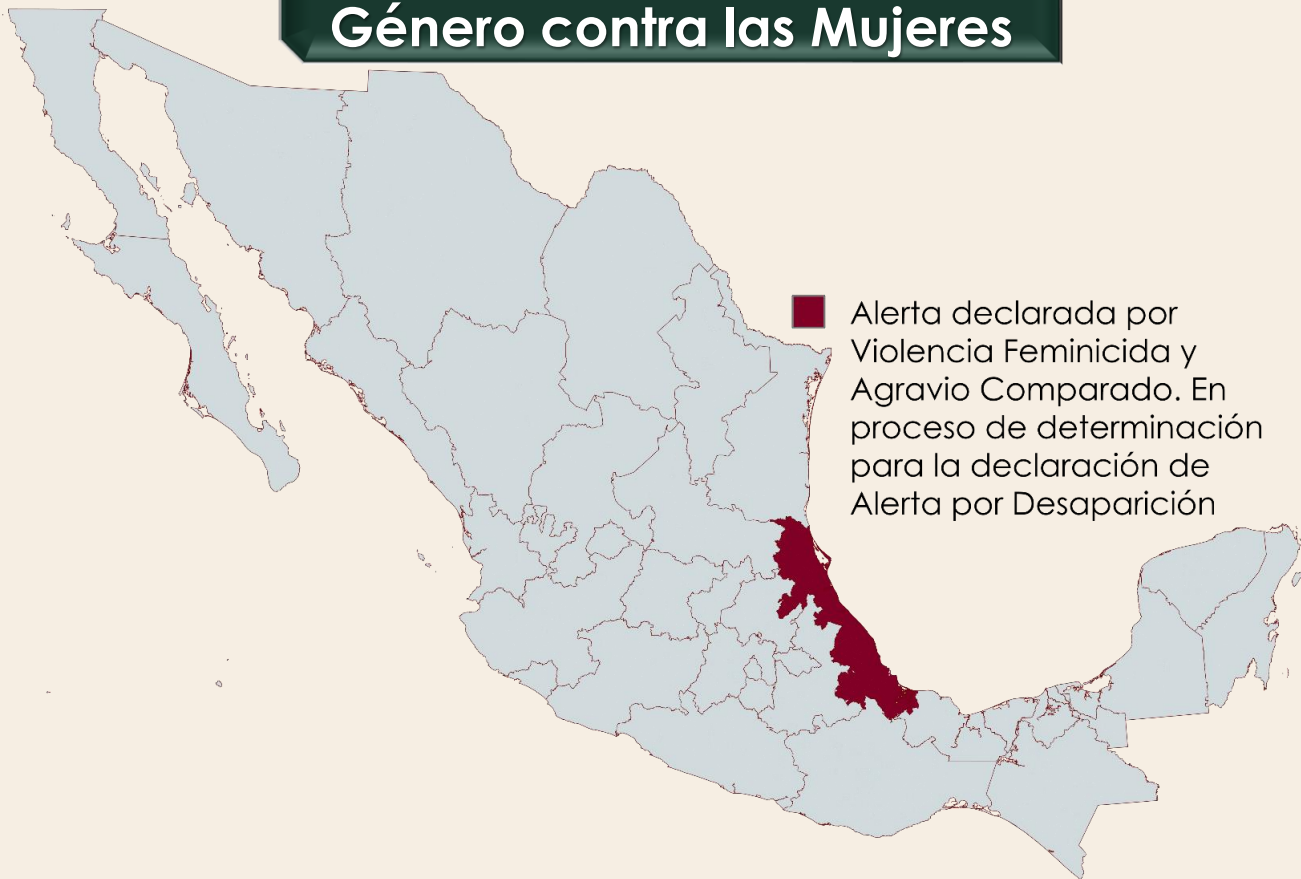 Género contra las Mujeres
Alerta declarada por
Violencia Feminicida y
Agravio Comparado. En
proceso de determinación
para la declaración de
Alerta por Desaparición